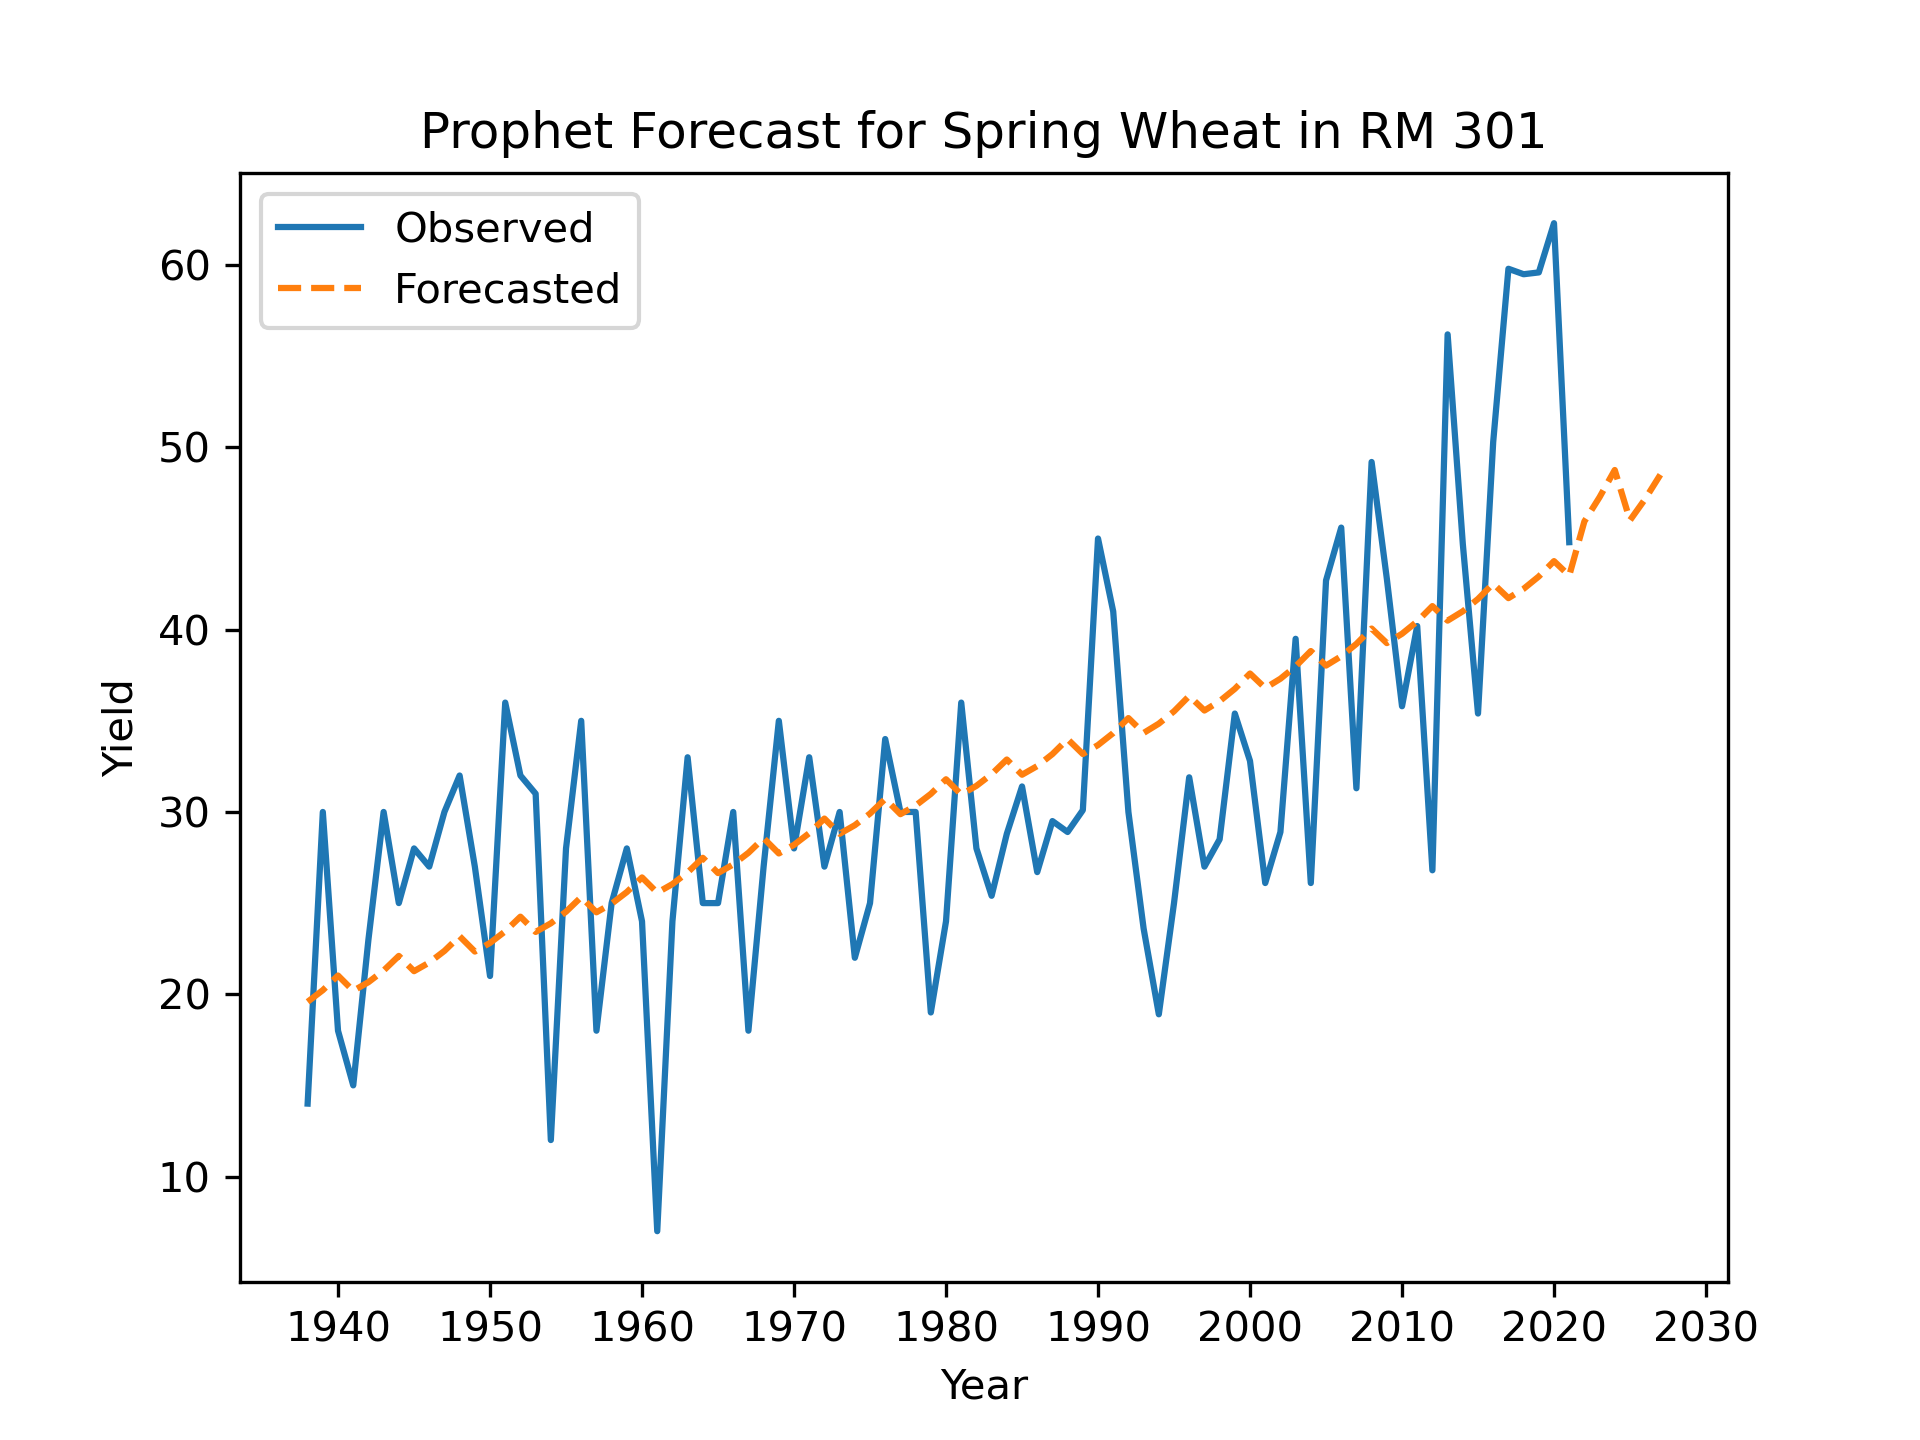 Prophet Forecast for Spring Wheat in RM 301
Observed
Forecasted
60
50
40
30
20
10
Yield
1940 1950 1960 1970 1980 1990 2000 2010 2020 2030
Year